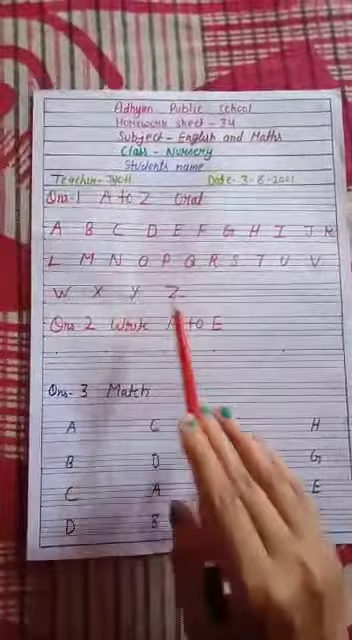 Adhyan Public school
Homework sheet - 34
Subject - English and Maths
Class - Nursery
Students name
Teacher - Jyoti Date - 3-6-2021
Qns-1 A to Z Oral
A B C D E F G H I J K
L M N O P Q R S T U V
W X Y Z
Qns-2 Write A to E
Qns-3 Match
A C H
B D G
C A E
D B